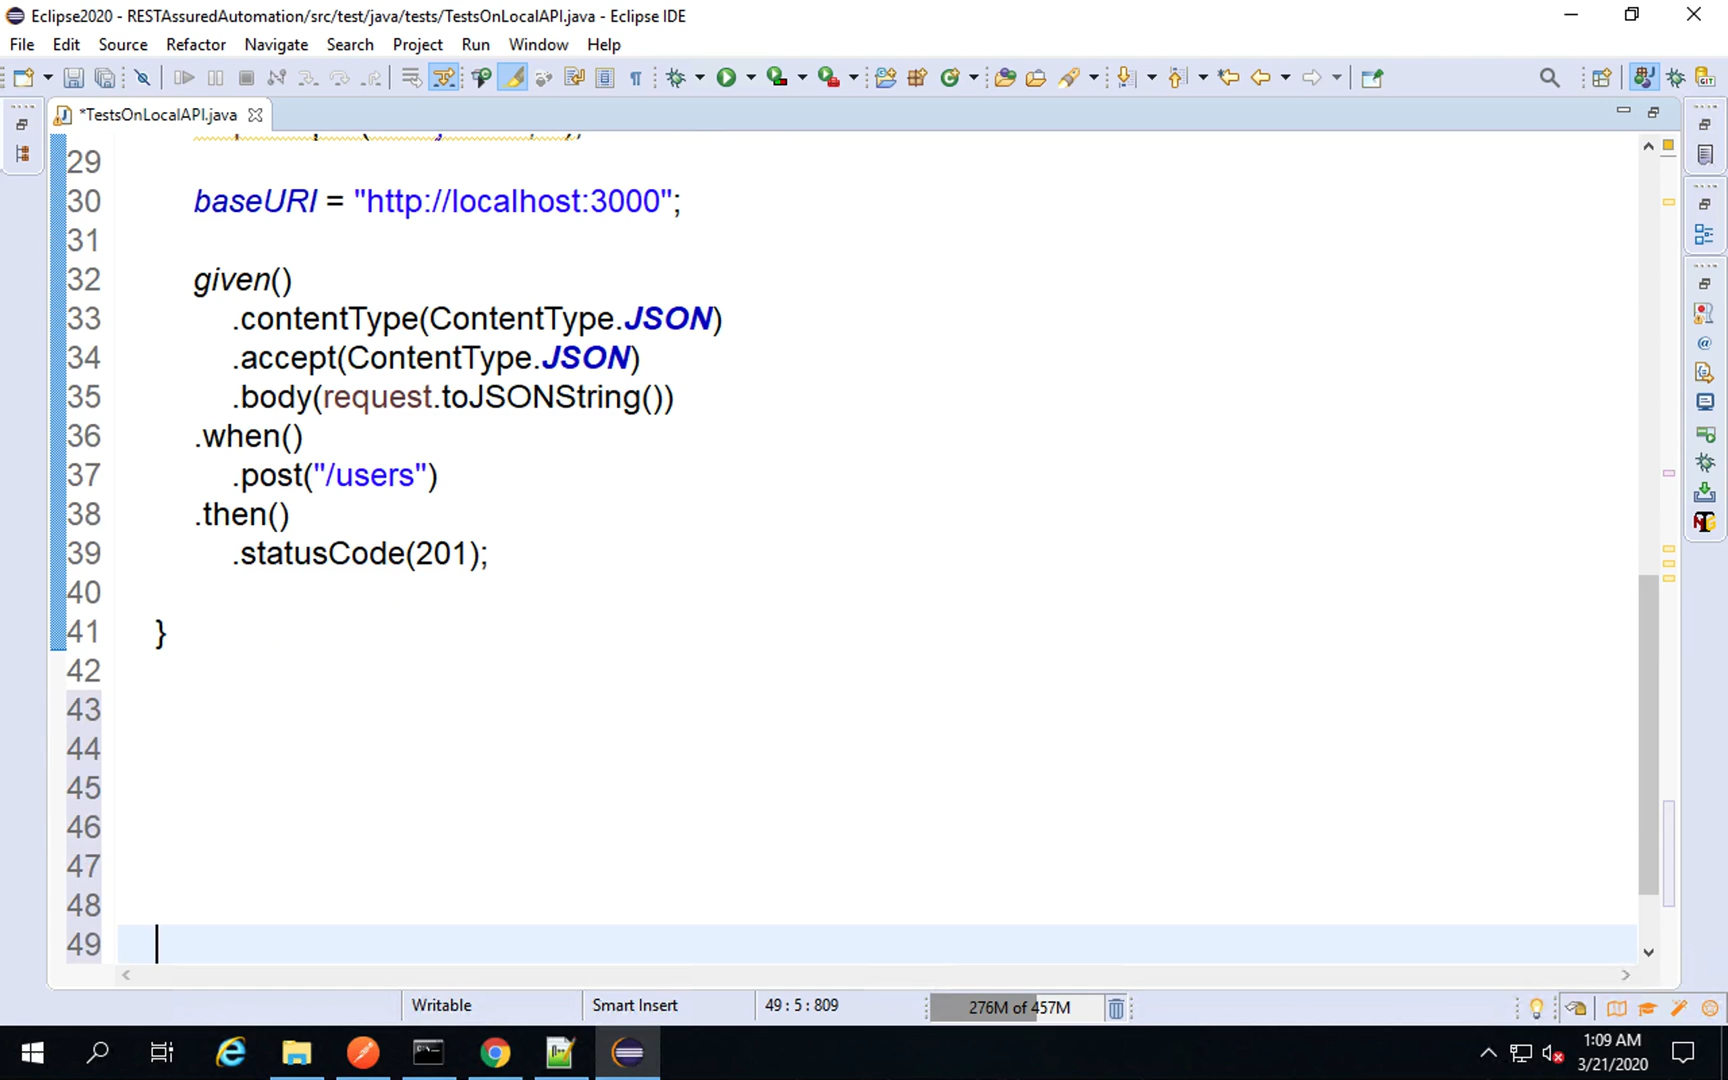 Eclipse2020 - RESTAssuredAutomation/src/test/java/tests/TestsOnLocalAPI.java - Eclipse IDE
File Edit Source Refactor Navigate Search Project Run Window Help
*TestsOnLocalAPI.java
29
30 baseURI = "http://localhost:3000";
31
32 given()
33 .contentType(ContentType.JSON)
34 .accept(ContentType.JSON)
35 .body(request.toJSONString())
36 .when()
37 .post("/users")
38 .then()
39 .statusCode(201);
40
41 }
42
43
44
45
46
47
48
49
Writable Smart Insert 49 : 5 : 809 276M of 457M
1:09 AM
3/21/2020